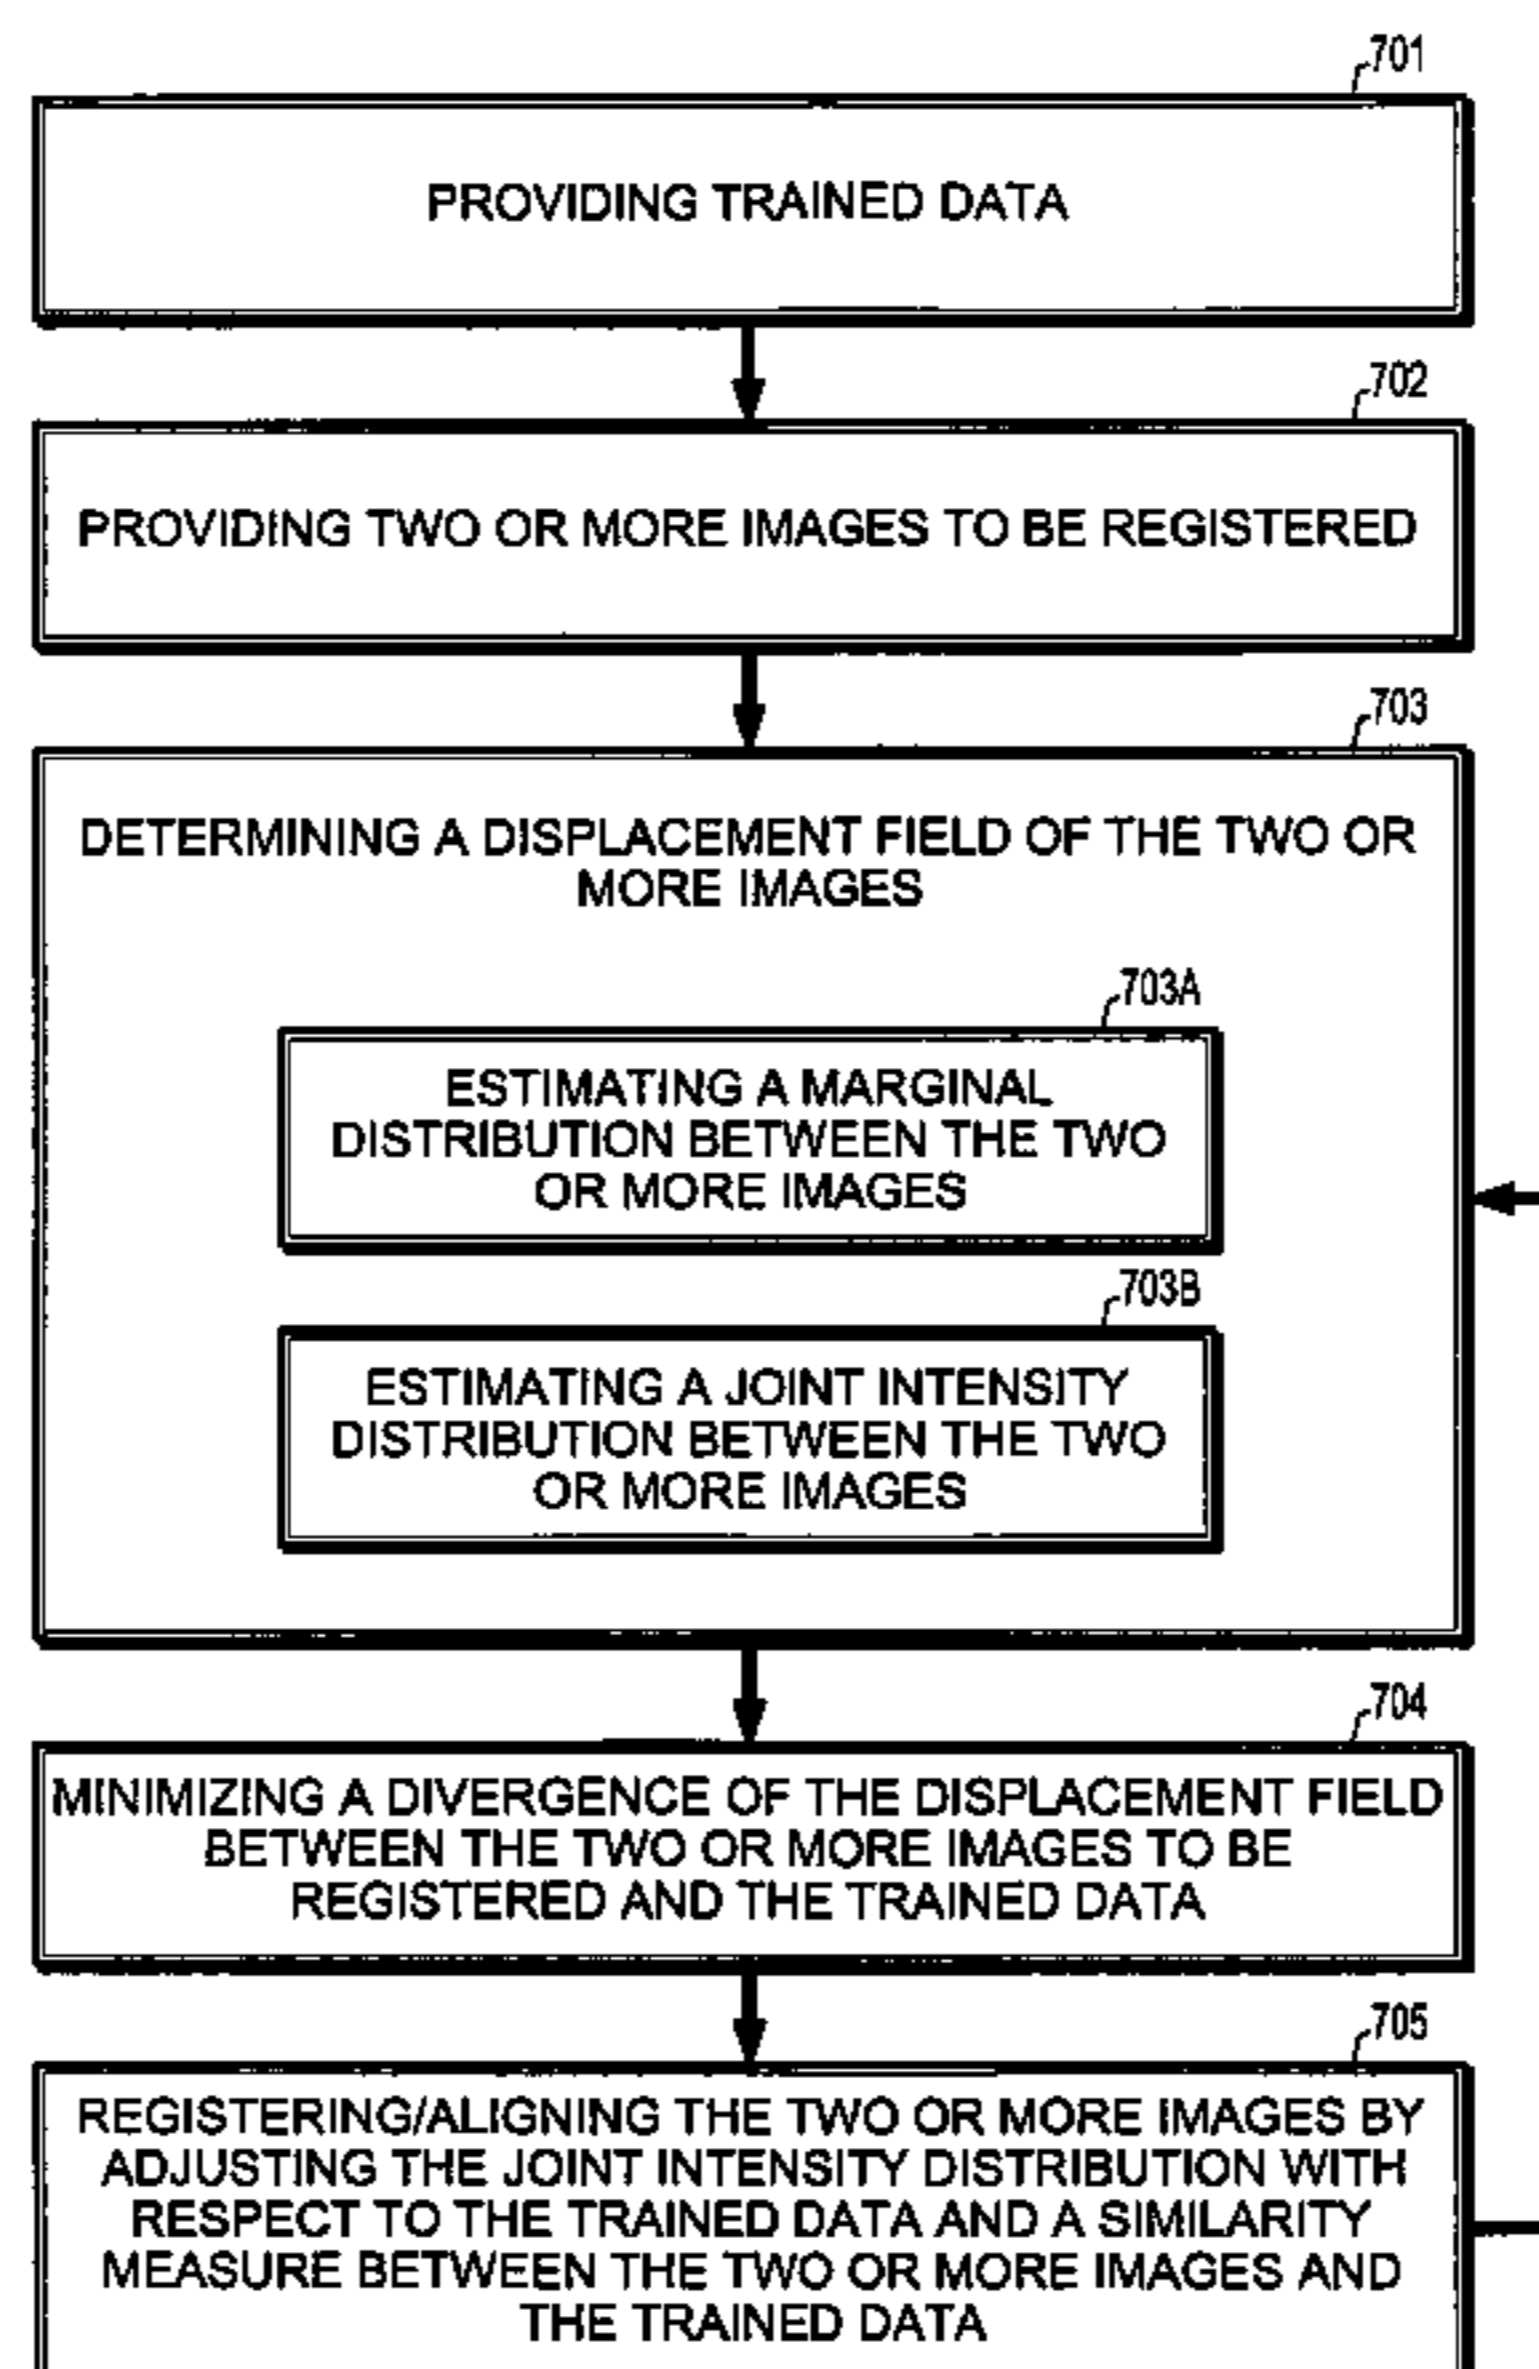 701
PROVIDING TRAINED DATA
702
PROVIDING TWO OR MORE IMAGES TO BE REGISTERED
703
DETERMINING A DISPLACEMENT FIELD OF THE TWO OR
MORE IMAGES
703A
ESTIMATING A MARGINAL
DISTRIBUTION BETWEEN THE TWO
OR MORE IMAGES
703B
ESTIMATING A JOINT INTENSITY
DISTRIBUTION BETWEEN THE TWO
OR MORE IMAGES
704
MINIMIZING A DIVERGENCE OF THE DISPLACEMENT FIELD
BETWEEN THE TWO OR MORE IMAGES TO BE
REGISTERED AND THE TRAINED DATA
705
REGISTERING/ALIGNING THE TWO OR MORE IMAGES BY
ADJUSTING THE JOINT INTENSITY DISTRIBUTION WITH
RESPECT TO THE TRAINED DATA AND A SIMILARITY
MEASURE BETWEEN THE TWO OR MORE IMAGES AND
THE TRAINED DATA